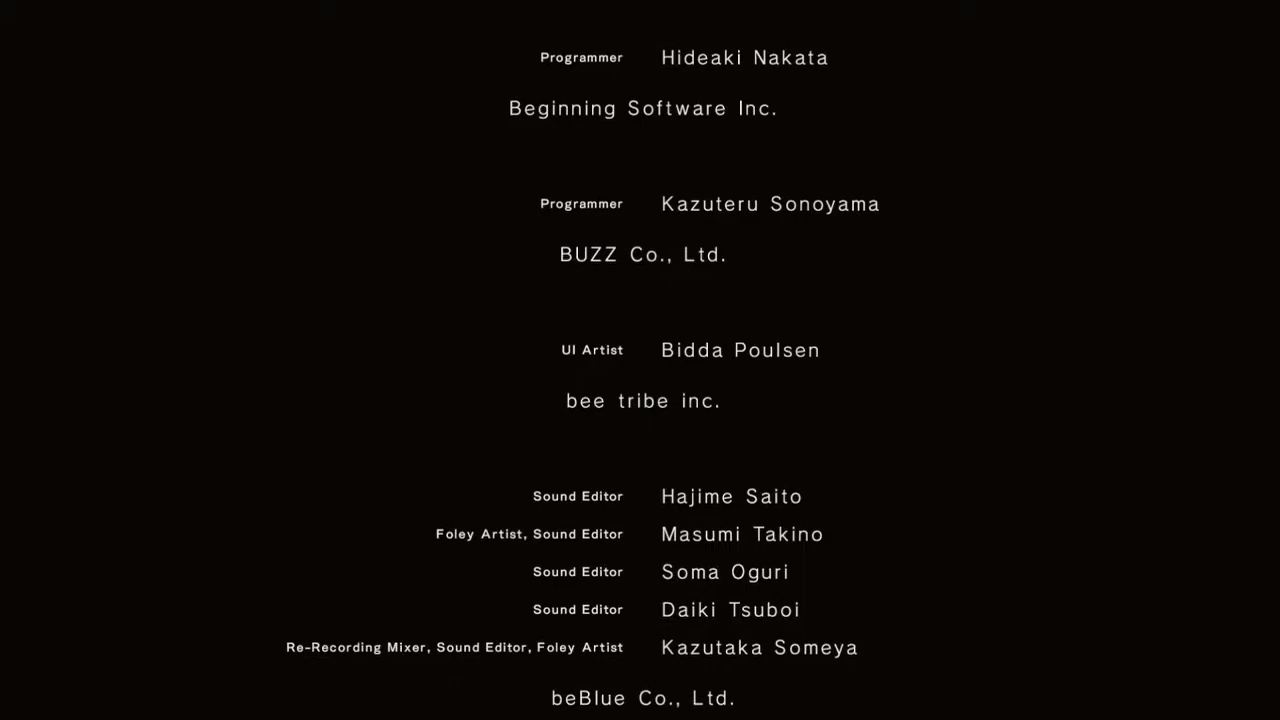 Programmer Hideaki Nakata
Beginning Software Inc.
Programmer Kazuteru Sonoyama
BUZZ Co., Ltd.
UI Artist Bidda Poulsen
bee tribe inc.
Sound Editor Hajime Saito
Foley Artist, Sound Editor Masumi Takino
Sound Editor Soma Oguri
Sound Editor Daiki Tsuboi
Re-Recording Mixer, Sound Editor, Foley Artist Kazutaka Someya
beBlue Co., Ltd.